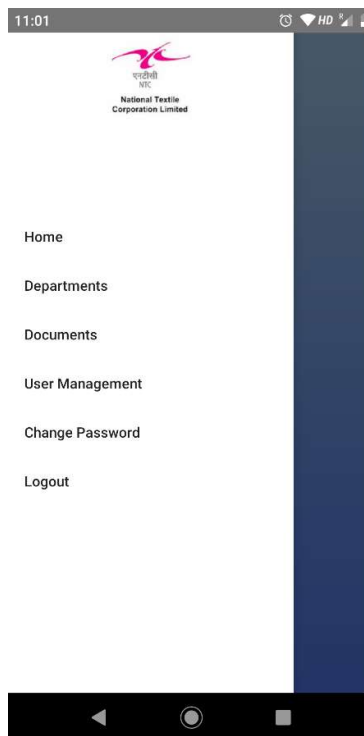 11:01
HD R
एनटीसी
NTC
National Textile
Corporation Limited
Home
Departments
Documents
User Management
Change Password
Logout